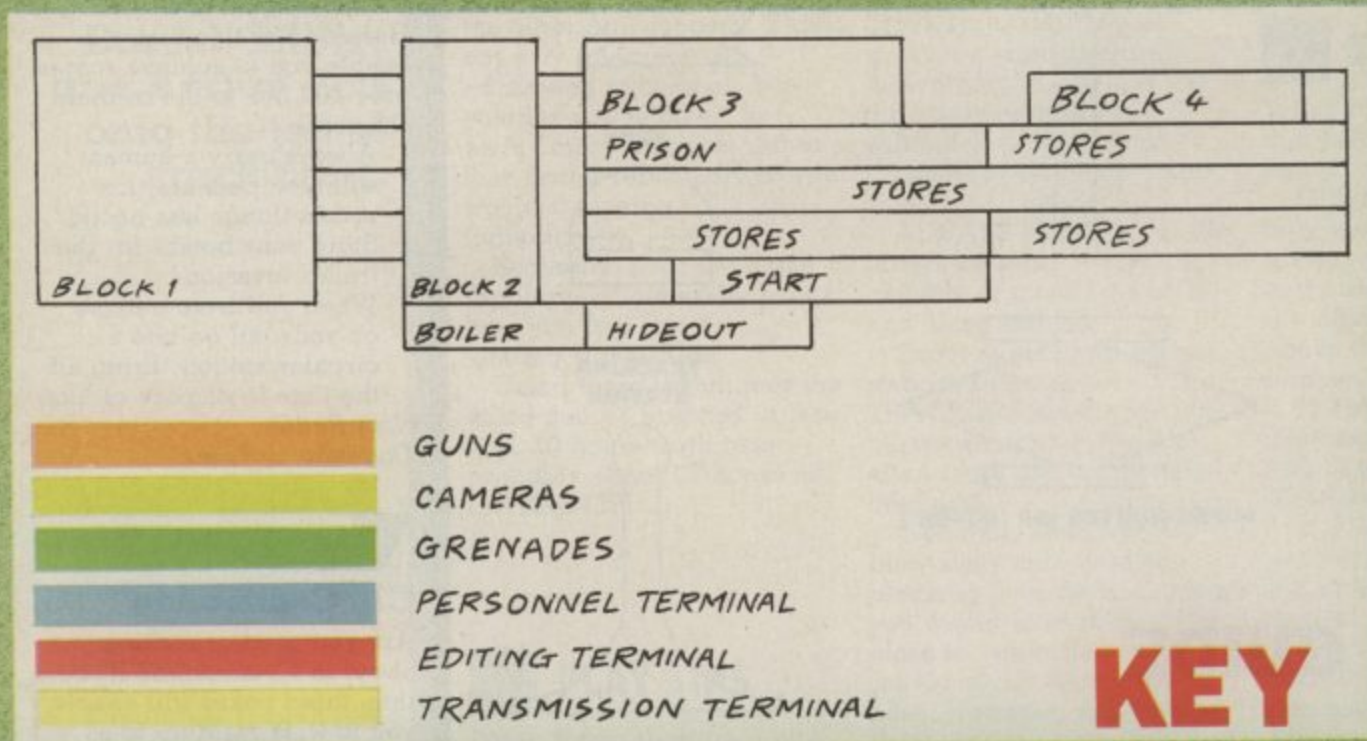 BLOCK 3
BLOCK 4
PRISON
STORES
STORES
STORES
STORES
BLOCK 1
BLOCK 2
START
BOILER
HIDEOUT
GUNS
CAMERAS
GRENADES
PERSONNEL TERMINAL
EDITING TERMINAL
TRANSMISSION TERMINAL
KEY